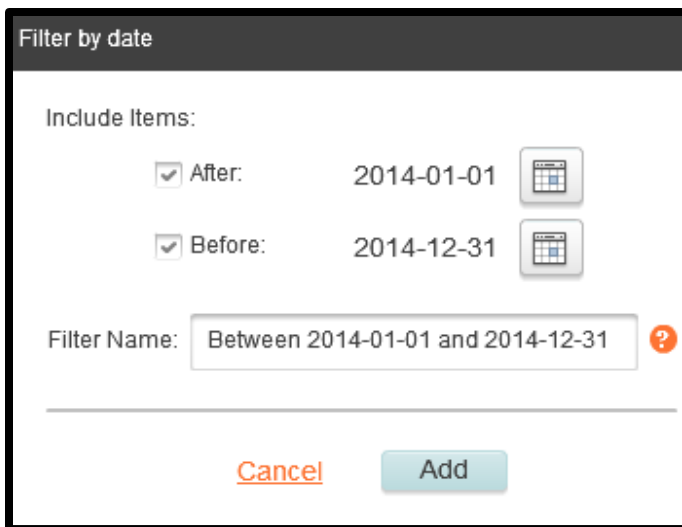 Filter by date
Include Items:
After: 2014-01-01
Before: 2014-12-31
Filter Name: Between 2014-01-01 and 2014-12-31 ?
Cancel Add